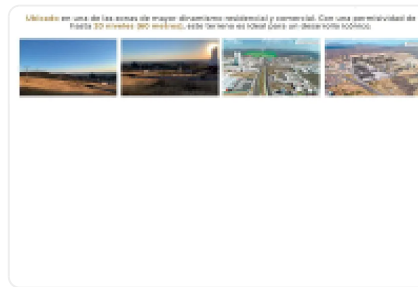 Ubicado en una de las zonas de mayor dinamismo residencial y comercial. Con una permisividad de
hasta 20 niveles (80 metros), este terreno es ideal para un desarrollo icónico.